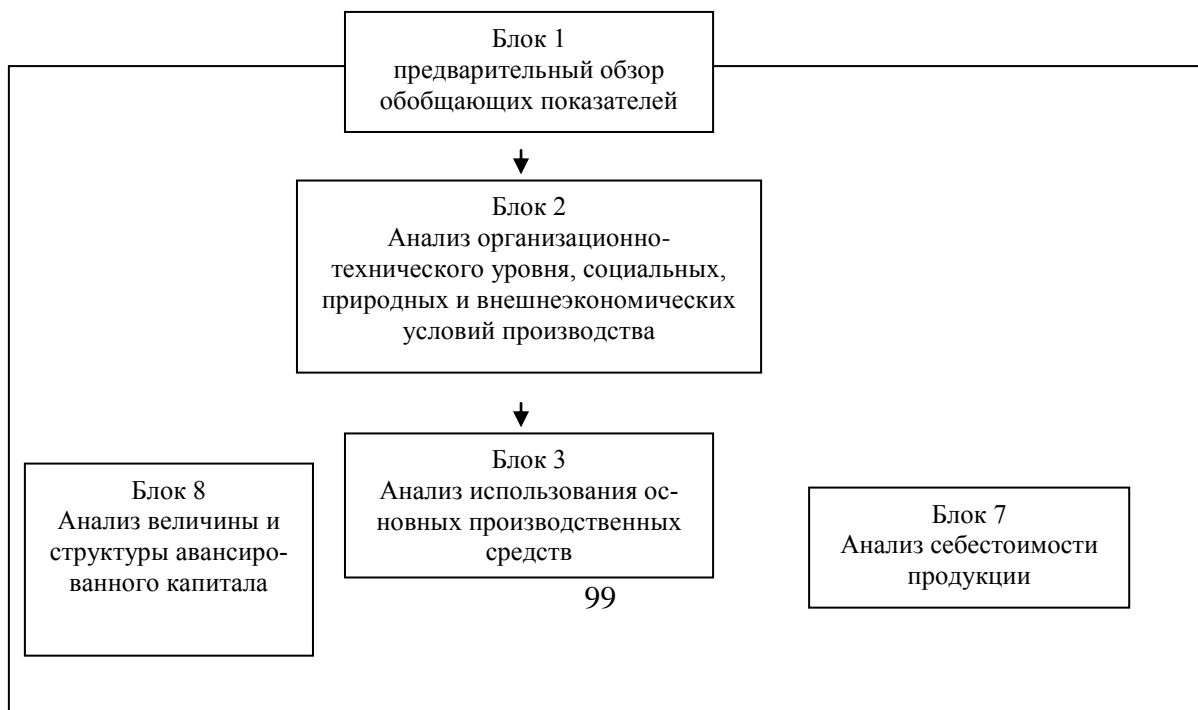 Блок 1
предварительный обзор
обобщающих показателей
Блок 2
Анализ организационно-
технического уровня, социальных,
природных и внешнеэкономических
условий производства
Блок 3
Анализ использования ос-
новных производственных
средств
Блок 8
Анализ величины и
структуры авансиро-
ванного капитала
Блок 7
Анализ себестоимости
продукции
99